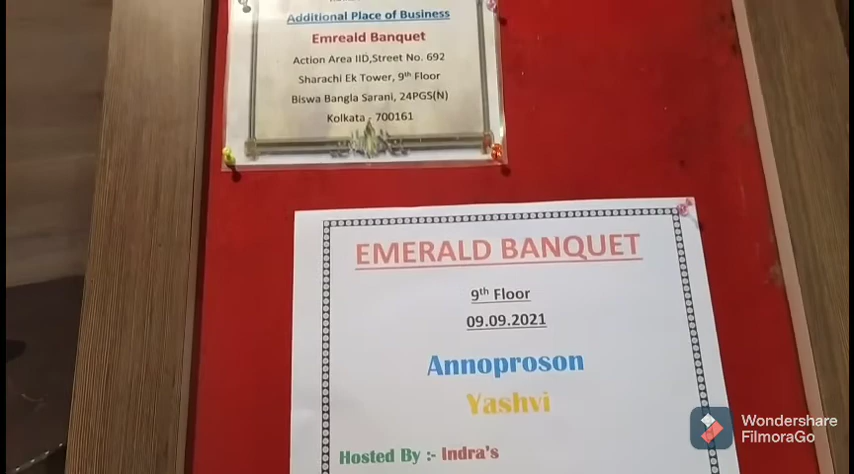 Additional Place of Business
Emreald Banquet
Action Area IID,Street No. 692
Sharachi Ek Tower, 9th Floor
Biswa Bangla Sarani, 24PGS(N)
Kolkata - 700161
EMERALD BANQUET
9th Floor
09.09.2021
Annoproson
Yashvi
Hosted By :- Indra's
Wondershare
FilmoraGo